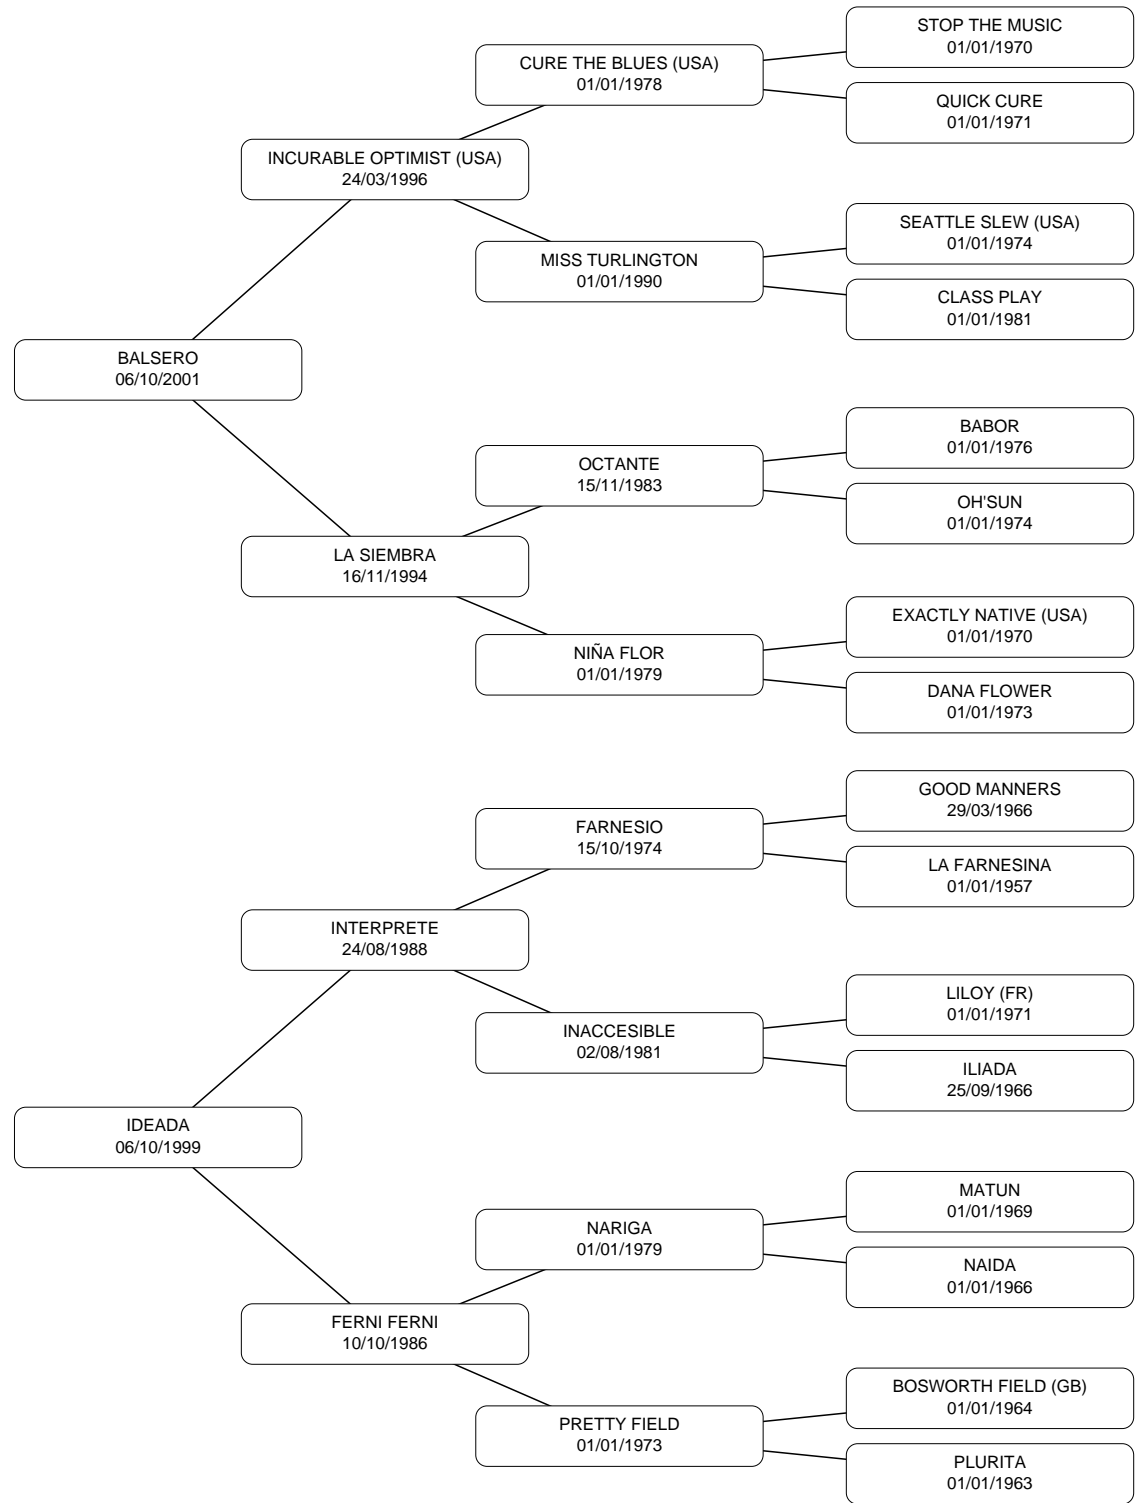 STOP THE MUSIC
01/01/1970
CURE THE BLUES (USA)
01/01/1978
QUICK CURE
01/01/1971
INCURABLE OPTIMIST (USA)
24/03/1996
SEATTLE SLEW (USA)
01/01/1974
MISS TURLINGTON
01/01/1990
CLASS PLAY
01/01/1981
BALSERO
06/10/2001
BABOR
01/01/1976
OCTANTE
15/11/1983
OH'SUN
01/01/1974
LA SIEMBRA
16/11/1994
EXACTLY NATIVE (USA)
01/01/1970
NIÑA FLOR
01/01/1979
DANA FLOWER
01/01/1973
GOOD MANNERS
29/03/1966
FARNESIO
15/10/1974
LA FARNESINA
01/01/1957
INTERPRETE
24/08/1988
LILOY (FR)
01/01/1971
INACCESIBLE
02/08/1981
ILIADA
25/09/1966
IDEADA
06/10/1999
MATUN
01/01/1969
NARIGA
01/01/1979
NAIDA
01/01/1966
FERNI FERNI
10/10/1986
BOSWORTH FIELD (GB)
01/01/1964
PRETTY FIELD
01/01/1973
PLURITA
01/01/1963